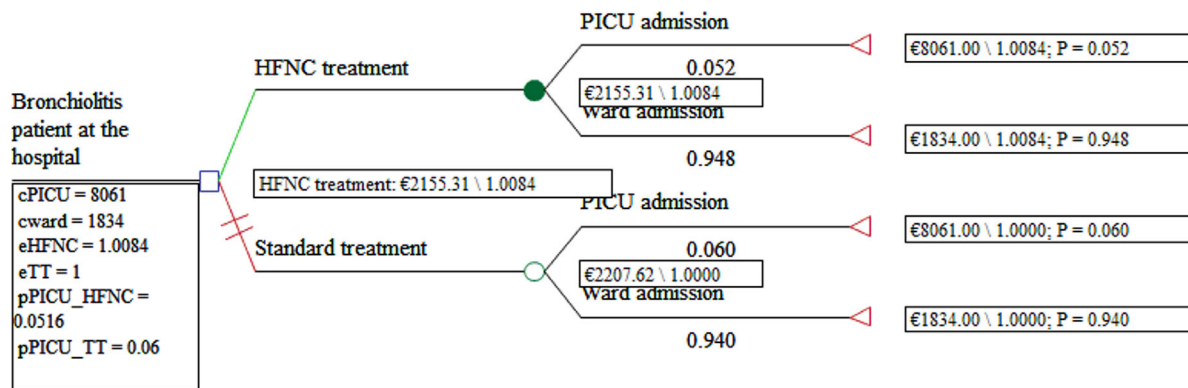 PICU admission
€8061.00 \ 1.0084; P = 0.052
HFNC treatment
0.052
€2155.31 \ 1.0084
Ward admission
€1834.00 \ 1.0084; P = 0.948
0.948
Bronchiolitis
patient at the
hospital
HFNC treatment: €2155.31 \ 1.0084
cPICU = 8061
cward = 1834
eHFNC = 1.0084
eTT = 1
pPICU_HFNC =
0.0516
pPICU_TT = 0.06
PICU admission
€8061.00 \ 1.0000; P = 0.060
Standard treatment
0.060
€2207.62 \ 1.0000
Ward admission
€1834.00 \ 1.0000; P = 0.940
0.940